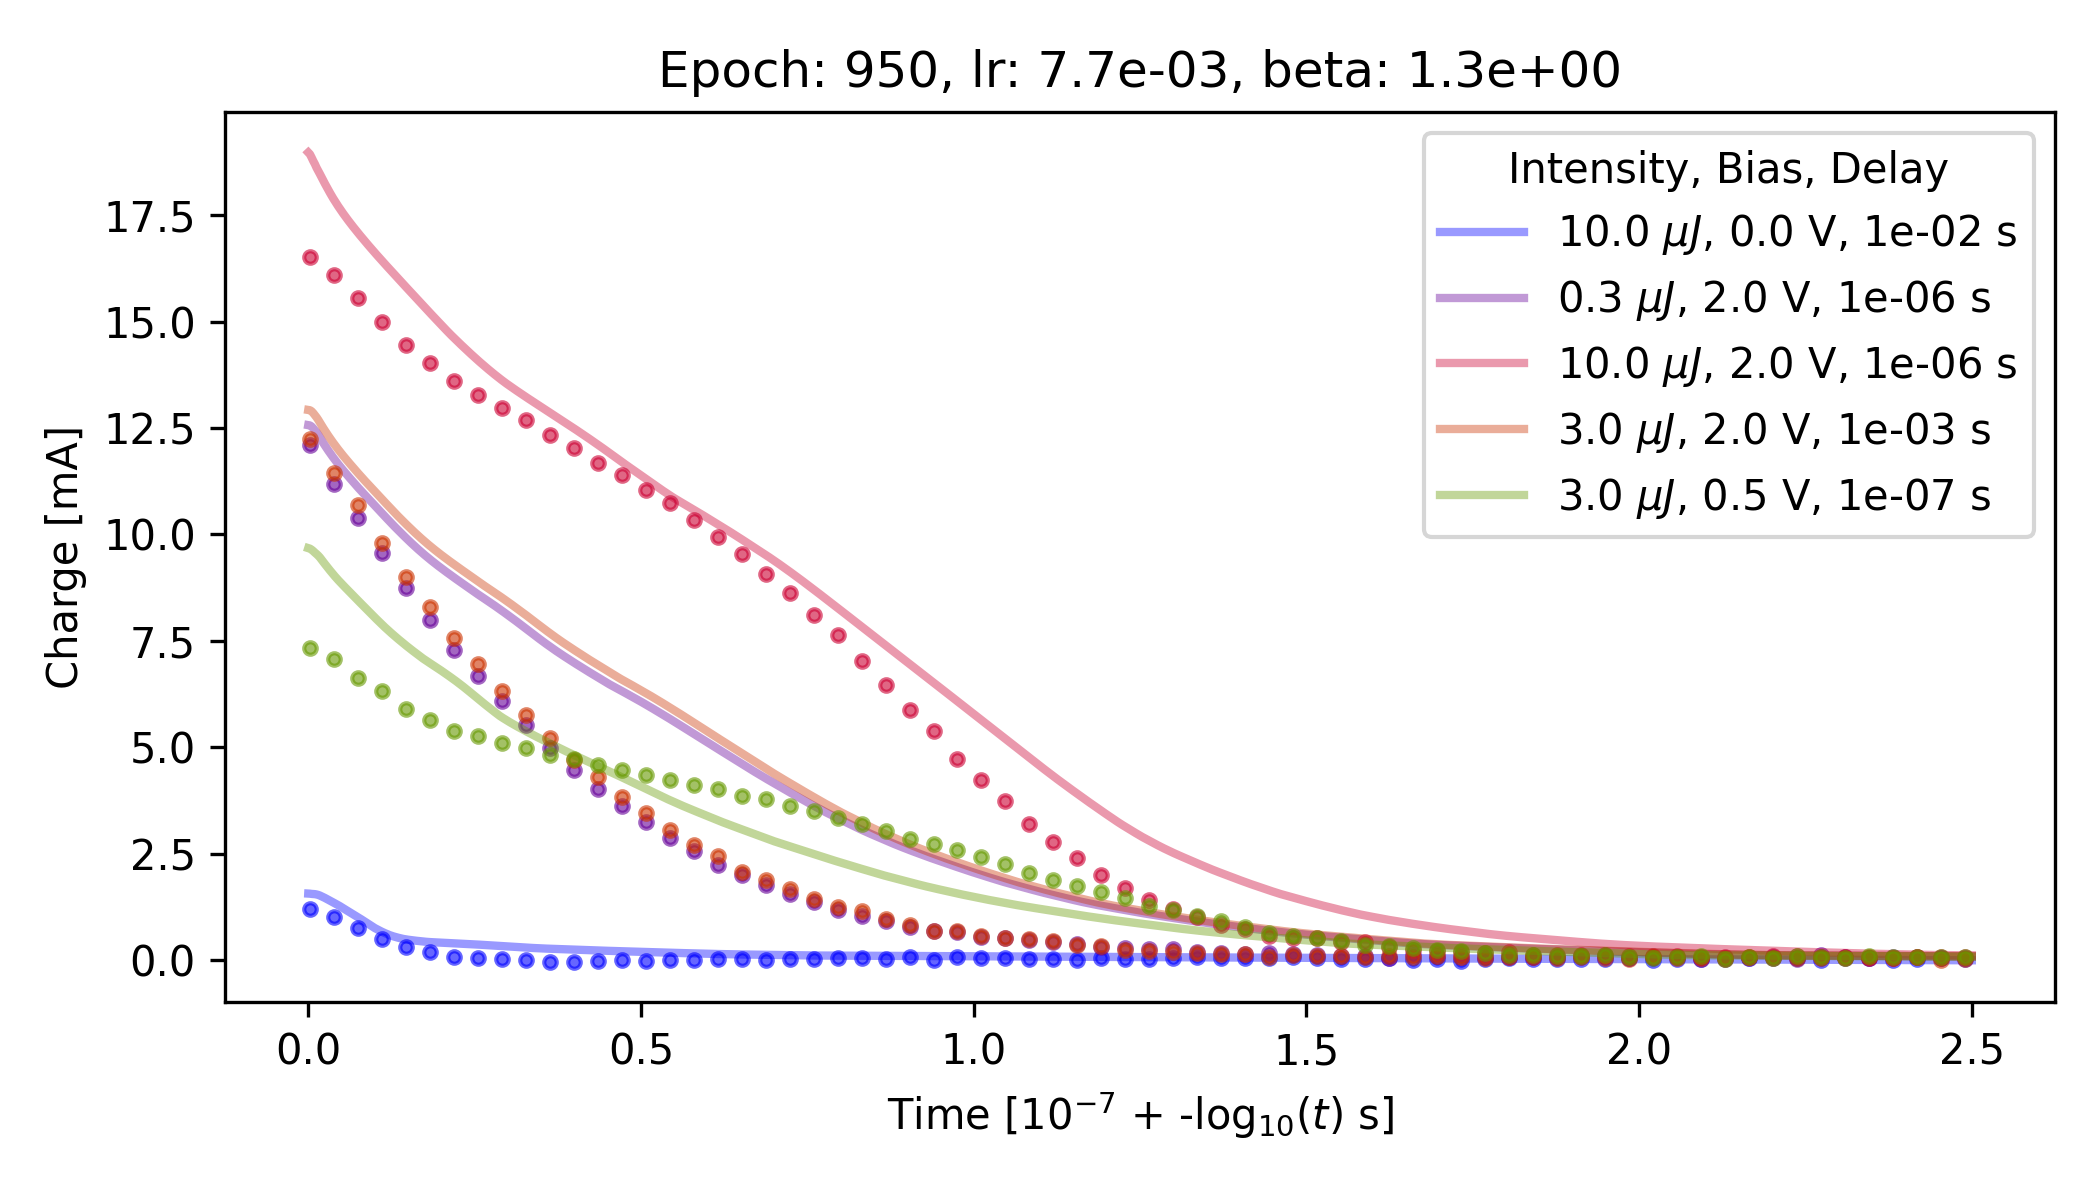 Epoch: 950, lr: 7.7e-03, beta: 1.3e+00
Charge [mA]
17.5
15.0
12.5
10.0
7.5
5.0
2.5
0.0
Intensity, Bias, Delay
10.0 μJ, 0.0 V, 1e-02 s
0.3 μJ, 2.0 V, 1e-06 s
10.0 μJ, 2.0 V, 1e-06 s
3.0 μJ, 2.0 V, 1e-03 s
3.0 μJ, 0.5 V, 1e-07 s
0.0 0.5 1.0 1.5 2.0 2.5
Time [10⁻⁷ + -log₁₀(t) s]